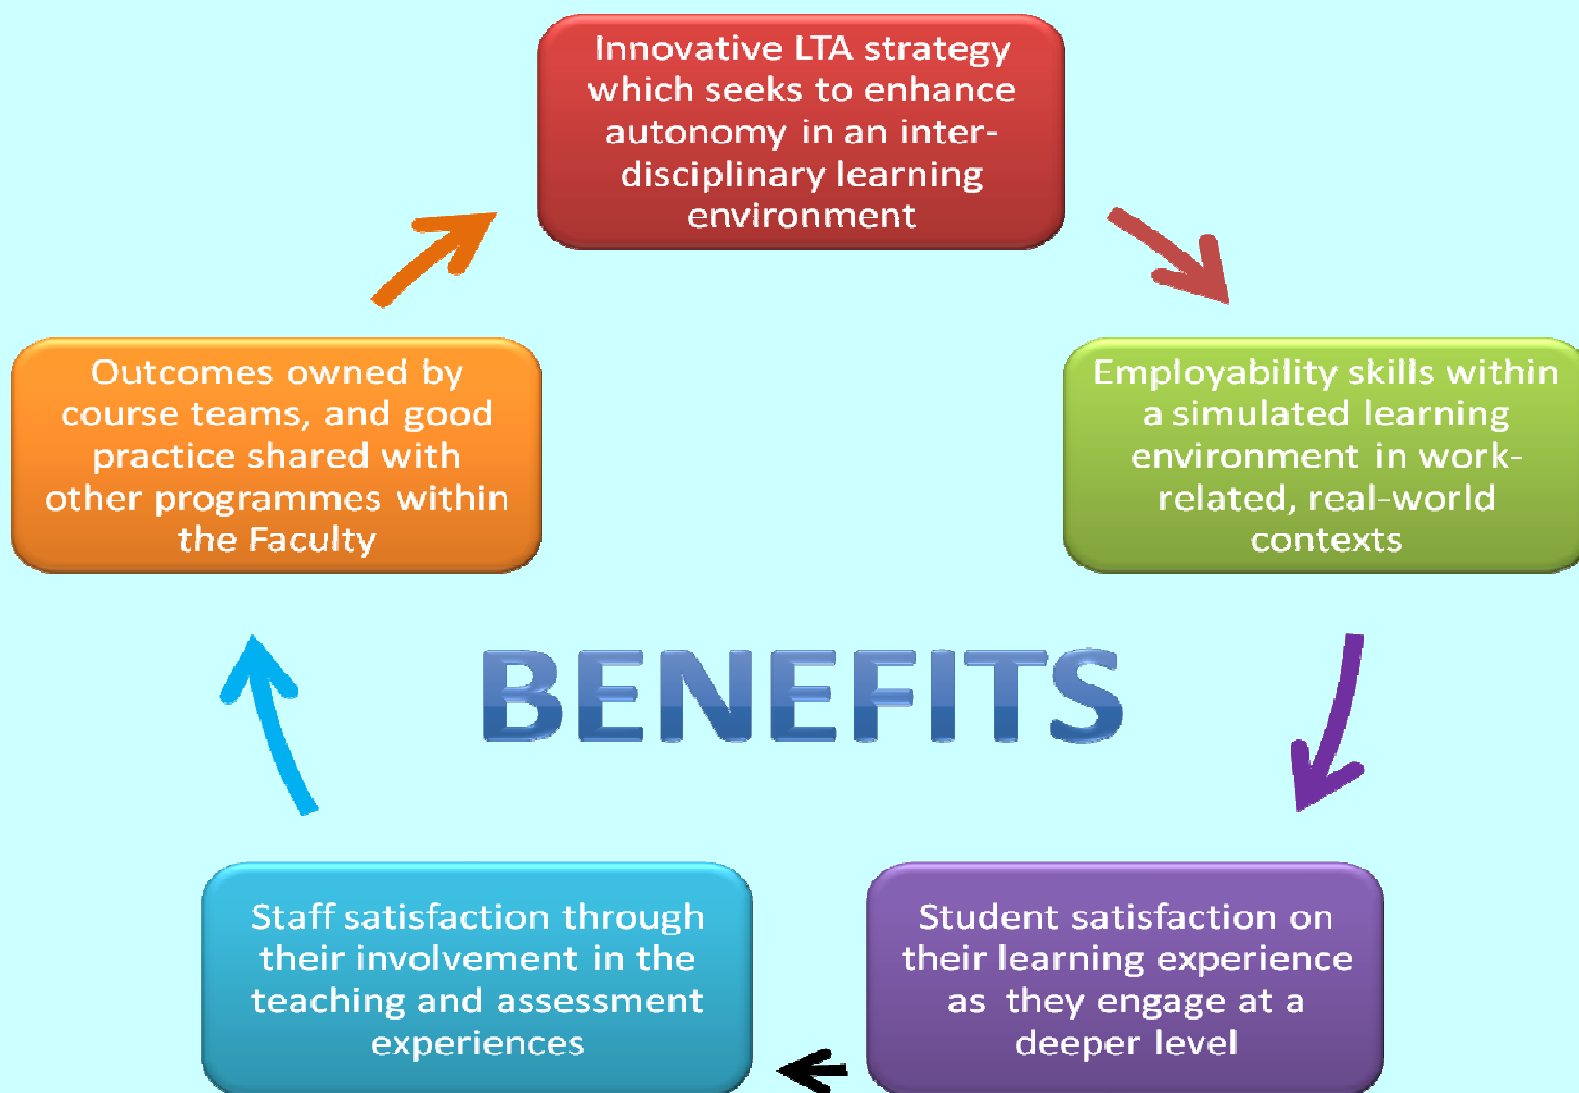 Innovative LTA strategy
which seeks to enhance
autonomy in an inter-
disciplinary learning
environment
Employability skills within
a simulated learning
environment in work-
related, real-world
contexts
Student satisfaction on
their learning experience
as they engage at a
deeper level
Staff satisfaction through
their involvement in the
teaching and assessment
experiences
Outcomes owned by
course teams, and good
practice shared with
other programmes within
the Faculty
BENEFITS